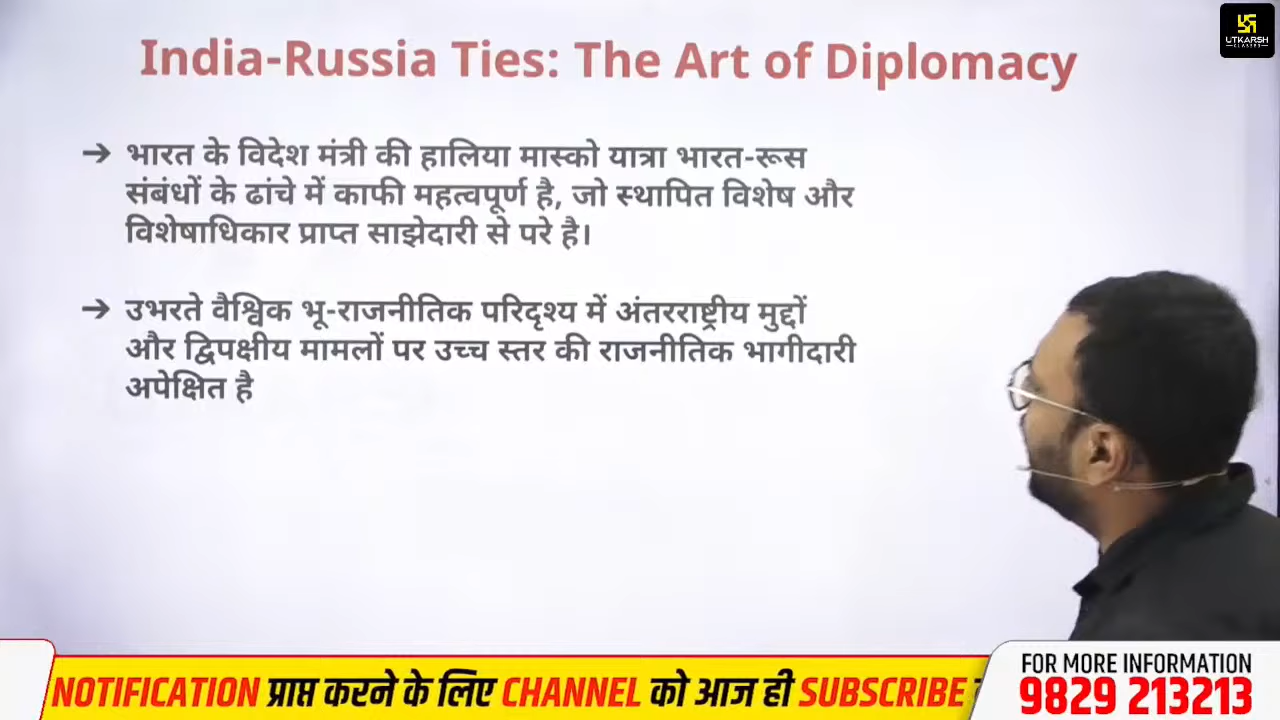 UTKARSH
CLASSES
India-Russia Ties: The Art of Diplomacy
➔ भारत के विदेश मंत्री की हालिया मास्को यात्रा भारत-रूस
संबंधों के ढांचे में काफी महत्वपूर्ण है, जो स्थापित विशेष और
विशेषाधिकार प्राप्त साझेदारी से परे है।
➔ उभरते वैश्विक भू-राजनीतिक परिदृश्य में अंतरराष्ट्रीय मुद्दों
और द्विपक्षीय मामलों पर उच्च स्तर की राजनीतिक भागीदारी
अपेक्षित है
NOTIFICATION प्राप्त करने के लिए CHANNEL को आज ही SUBSCRIBE
FOR MORE INFORMATION
9829 213213